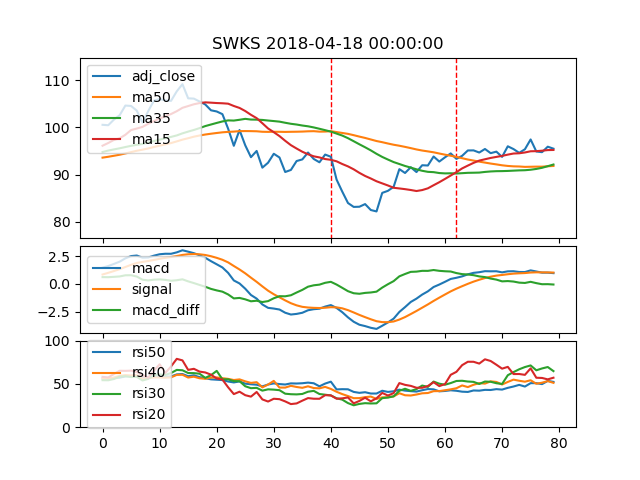 SWKS 2018-04-18 00:00:00
110
100
90
80
adj_close
ma50
ma35
ma15
2.5
0.0
−2.5
macd
signal
macd_diff
100
50
0
rsi50
rsi40
rsi30
rsi20
0 10 20 30 40 50 60 70 80